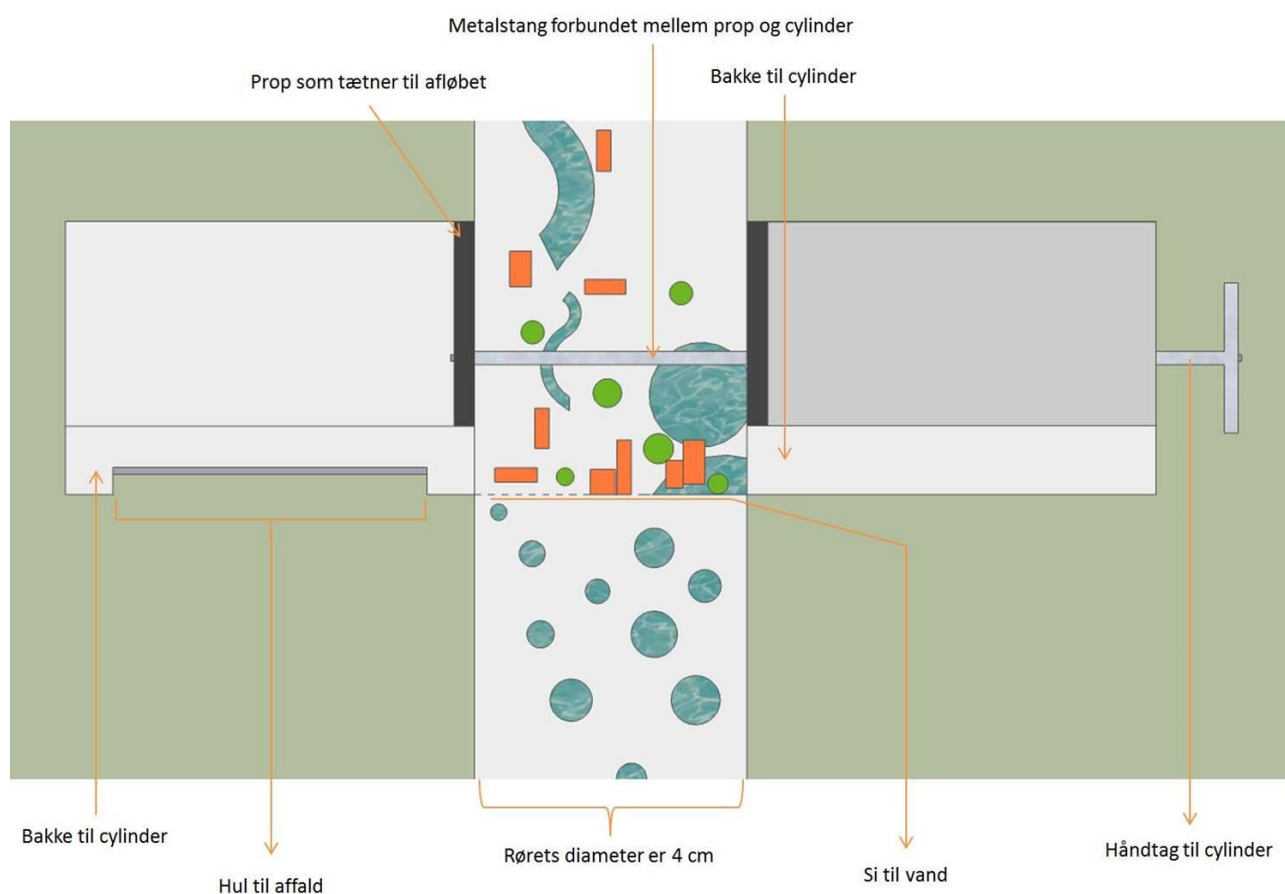 Metalstang forbundet mellem prop og cylinder
Prop som tætner til afløbet
Bakke til cylinder
Bakke til cylinder
Rørets diameter er 4 cm
Håndtag til cylinder
Hul til affald
Si til vand